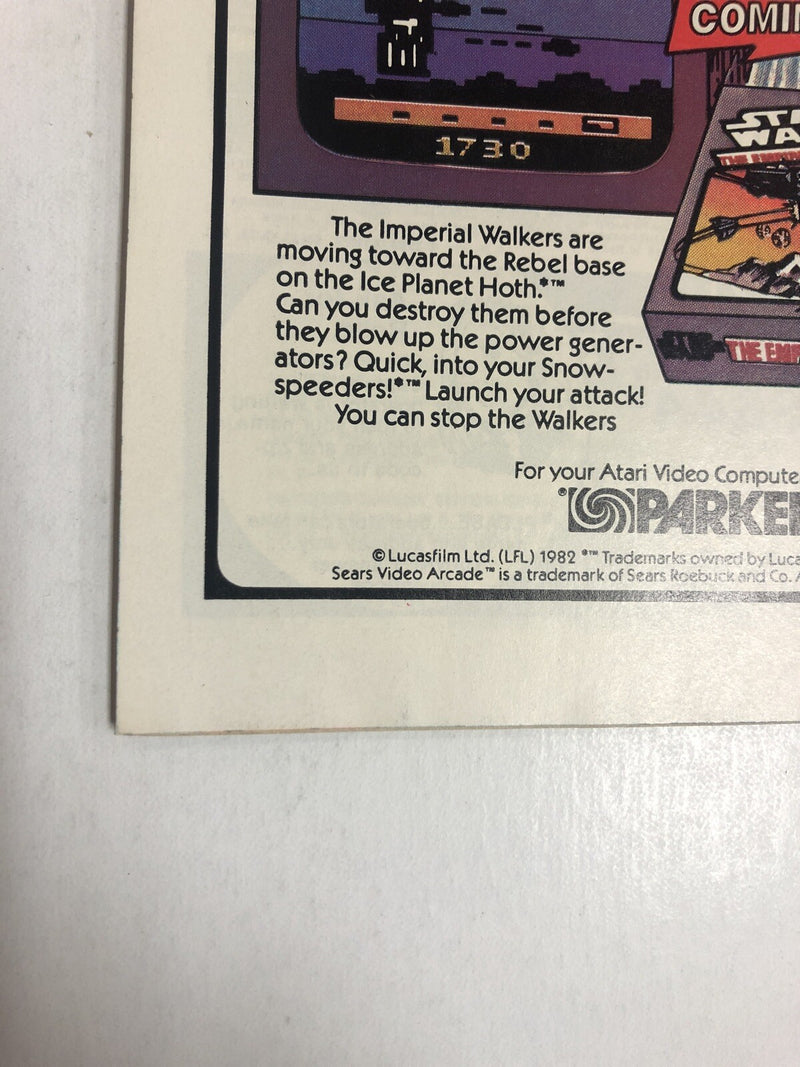 COMI
1730
STA
WA
THE EMP
The Imperial Walkers are
moving toward the Rebel base
on the Ice Planet Hoth.®™
Can you destroy them before
they blow up the power gener-
ators? Quick, into your Snow-
speeders!®™ Launch your attack!
You can stop the Walkers
THE EMP
For your Atari Video Compute
®PARKE
© Lucasfilm Ltd. (LFL) 1982 ®™ Trademarks owned by Luca
Sears Video Arcade™ is a trademark of Sears Roebuck and Co.